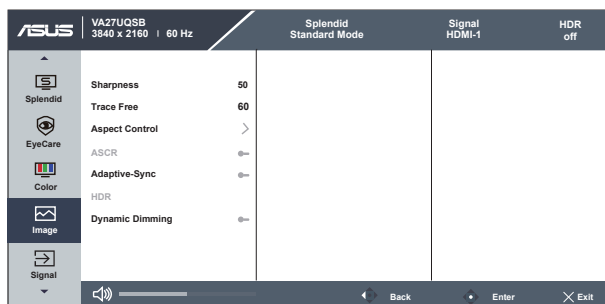 ASUS
VA27UQSB
3840 x 2160 | 60 Hz
Splendid
Standard Mode
Signal
HDMI-1
HDR
off
Splendid
EyeCare
Color
Image
Signal
Sharpness 50
Trace Free 60
Aspect Control
ASCR
Adaptive-Sync
HDR
Dynamic Dimming
Back
Enter
Exit